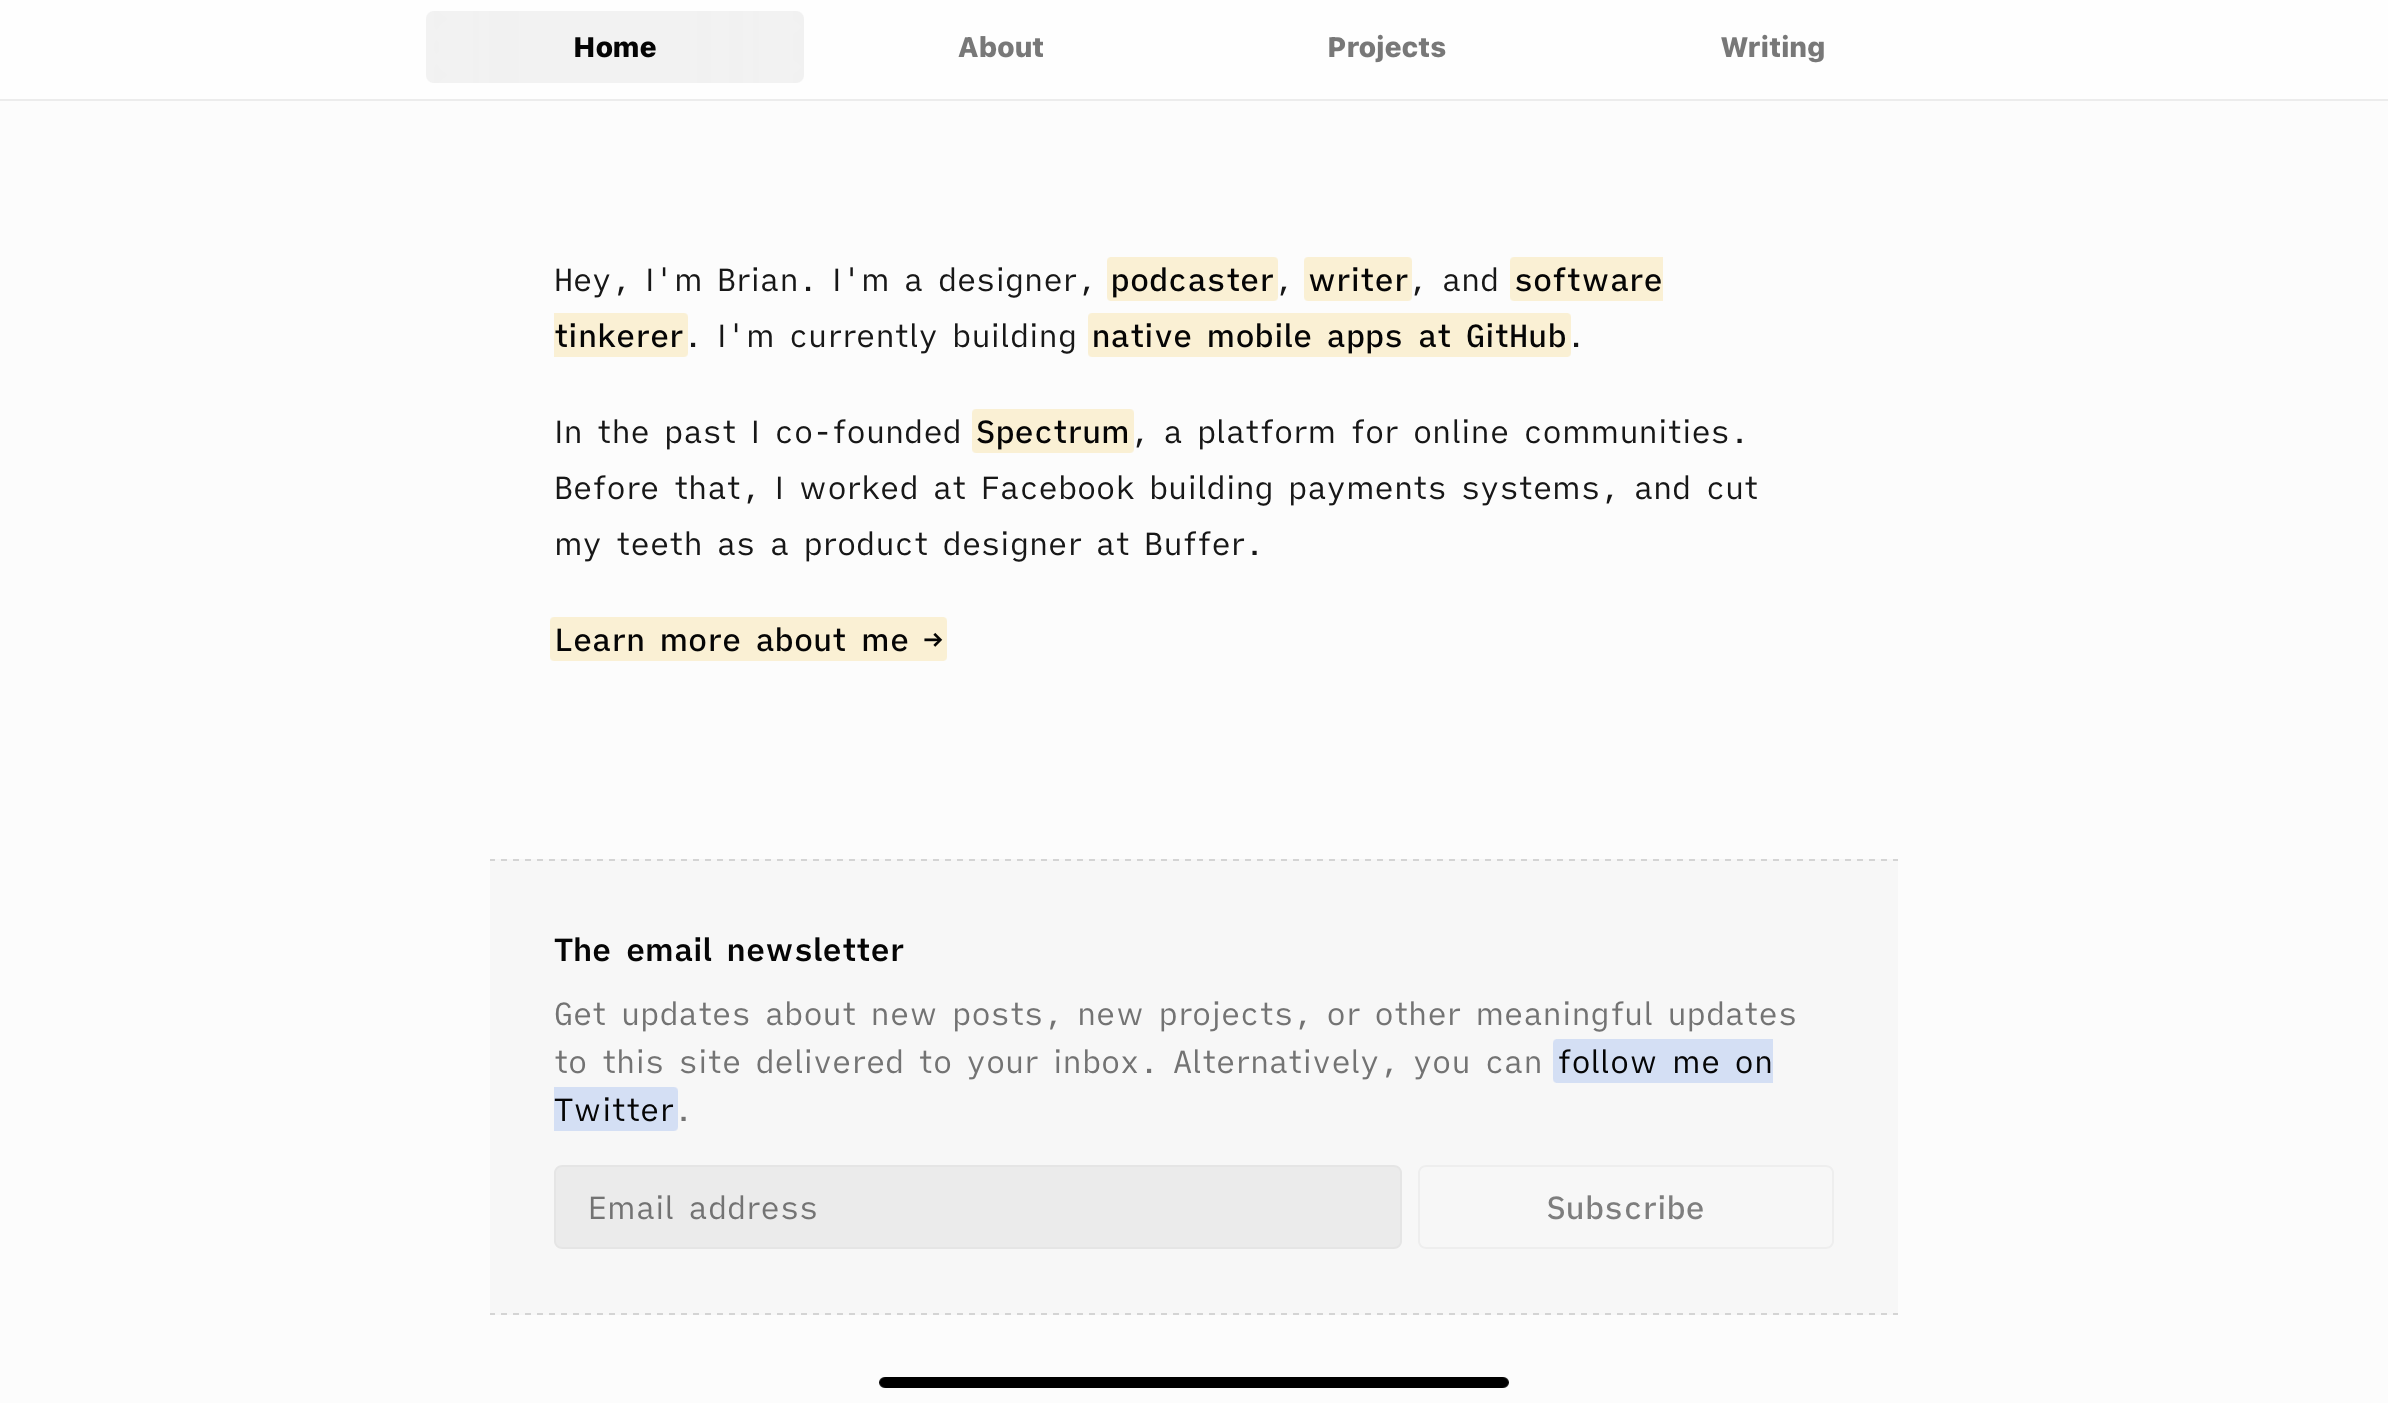 Home
About
Projects
Writing
Hey, I'm Brian. I'm a designer, podcaster, writer, and software
tinkerer. I'm currently building native mobile apps at GitHub.
In the past I co-founded Spectrum, a platform for online communities.
Before that, I worked at Facebook building payments systems, and cut
my teeth as a product designer at Buffer.
Learn more about me →
The email newsletter
Get updates about new posts, new projects, or other meaningful updates
to this site delivered to your inbox. Alternatively, you can follow me on
Twitter.
Email address
Subscribe